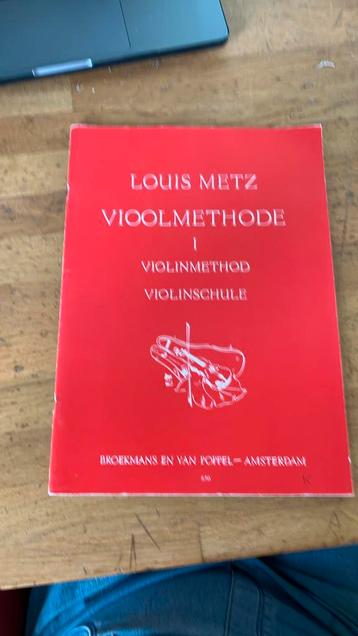 LOUIS METZ
VIOOLMETHODE
I
VIOLINMETHOD
VIOLINSCHULE
BROEKMANS EN VAN POPPEL = AMSTERDAM